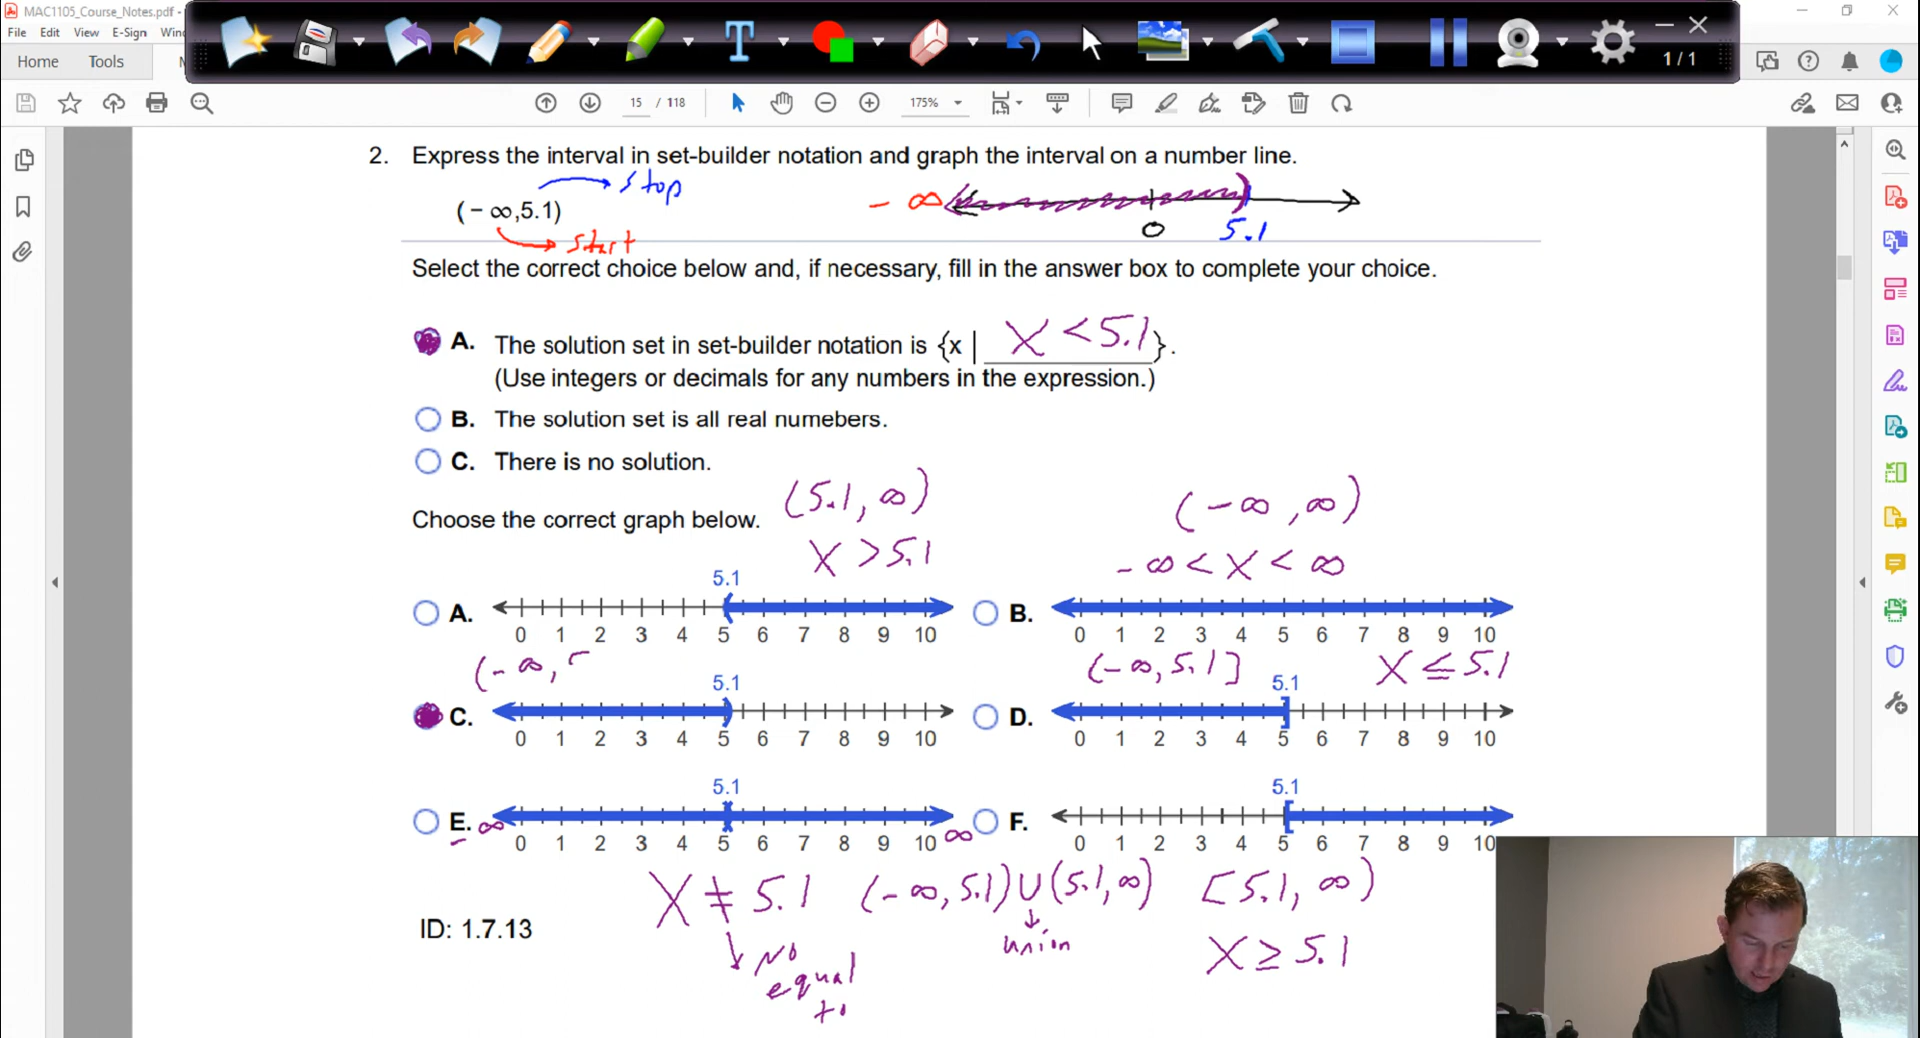 MAC1105_Course_Notes.pdf -
File Edit View E-Sign
1 / 1
Home Tools
15 / 118 175%
2. Express the interval in set-builder notation and graph the interval on a number line.
(- ∞,5.1)
stop
start
- ∞
0
5.1
Select the correct choice below and, if necessary, fill in the answer box to complete your choice.
A. The solution set in set-builder notation is {x | X < 5.1 }.
(Use integers or decimals for any numbers in the expression.)
B. The solution set is all real numebers.
C. There is no solution.
Choose the correct graph below.
(5.1, ∞)
X > 5.1
(-∞, ∞)
-∞ < X < ∞
5.1
A.
0 1 2 3 4 5 6 7 8 9 10
B.
0 1 2 3 4 5 6 7 8 9 10
(-∞, 5
5.1
C.
0 1 2 3 4 5 6 7 8 9 10
(-∞, 5.1]
5.1
X ≤ 5.1
D.
0 1 2 3 4 5 6 7 8 9 10
5.1
E. -∞
0 1 2 3 4 5 6 7 8 9 10 ∞
5.1
F.
0 1 2 3 4 5 6 7 8 9 10
X ≠ 5.1
(-∞, 5.1) ∪ (5.1, ∞)
[5.1, ∞)
union
X ≥ 5.1
ID: 1.7.13
No
equal
to